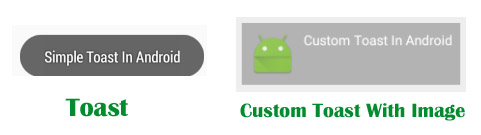 Simple Toast In Android
Toast
Custom Toast In Android
Custom Toast With Image